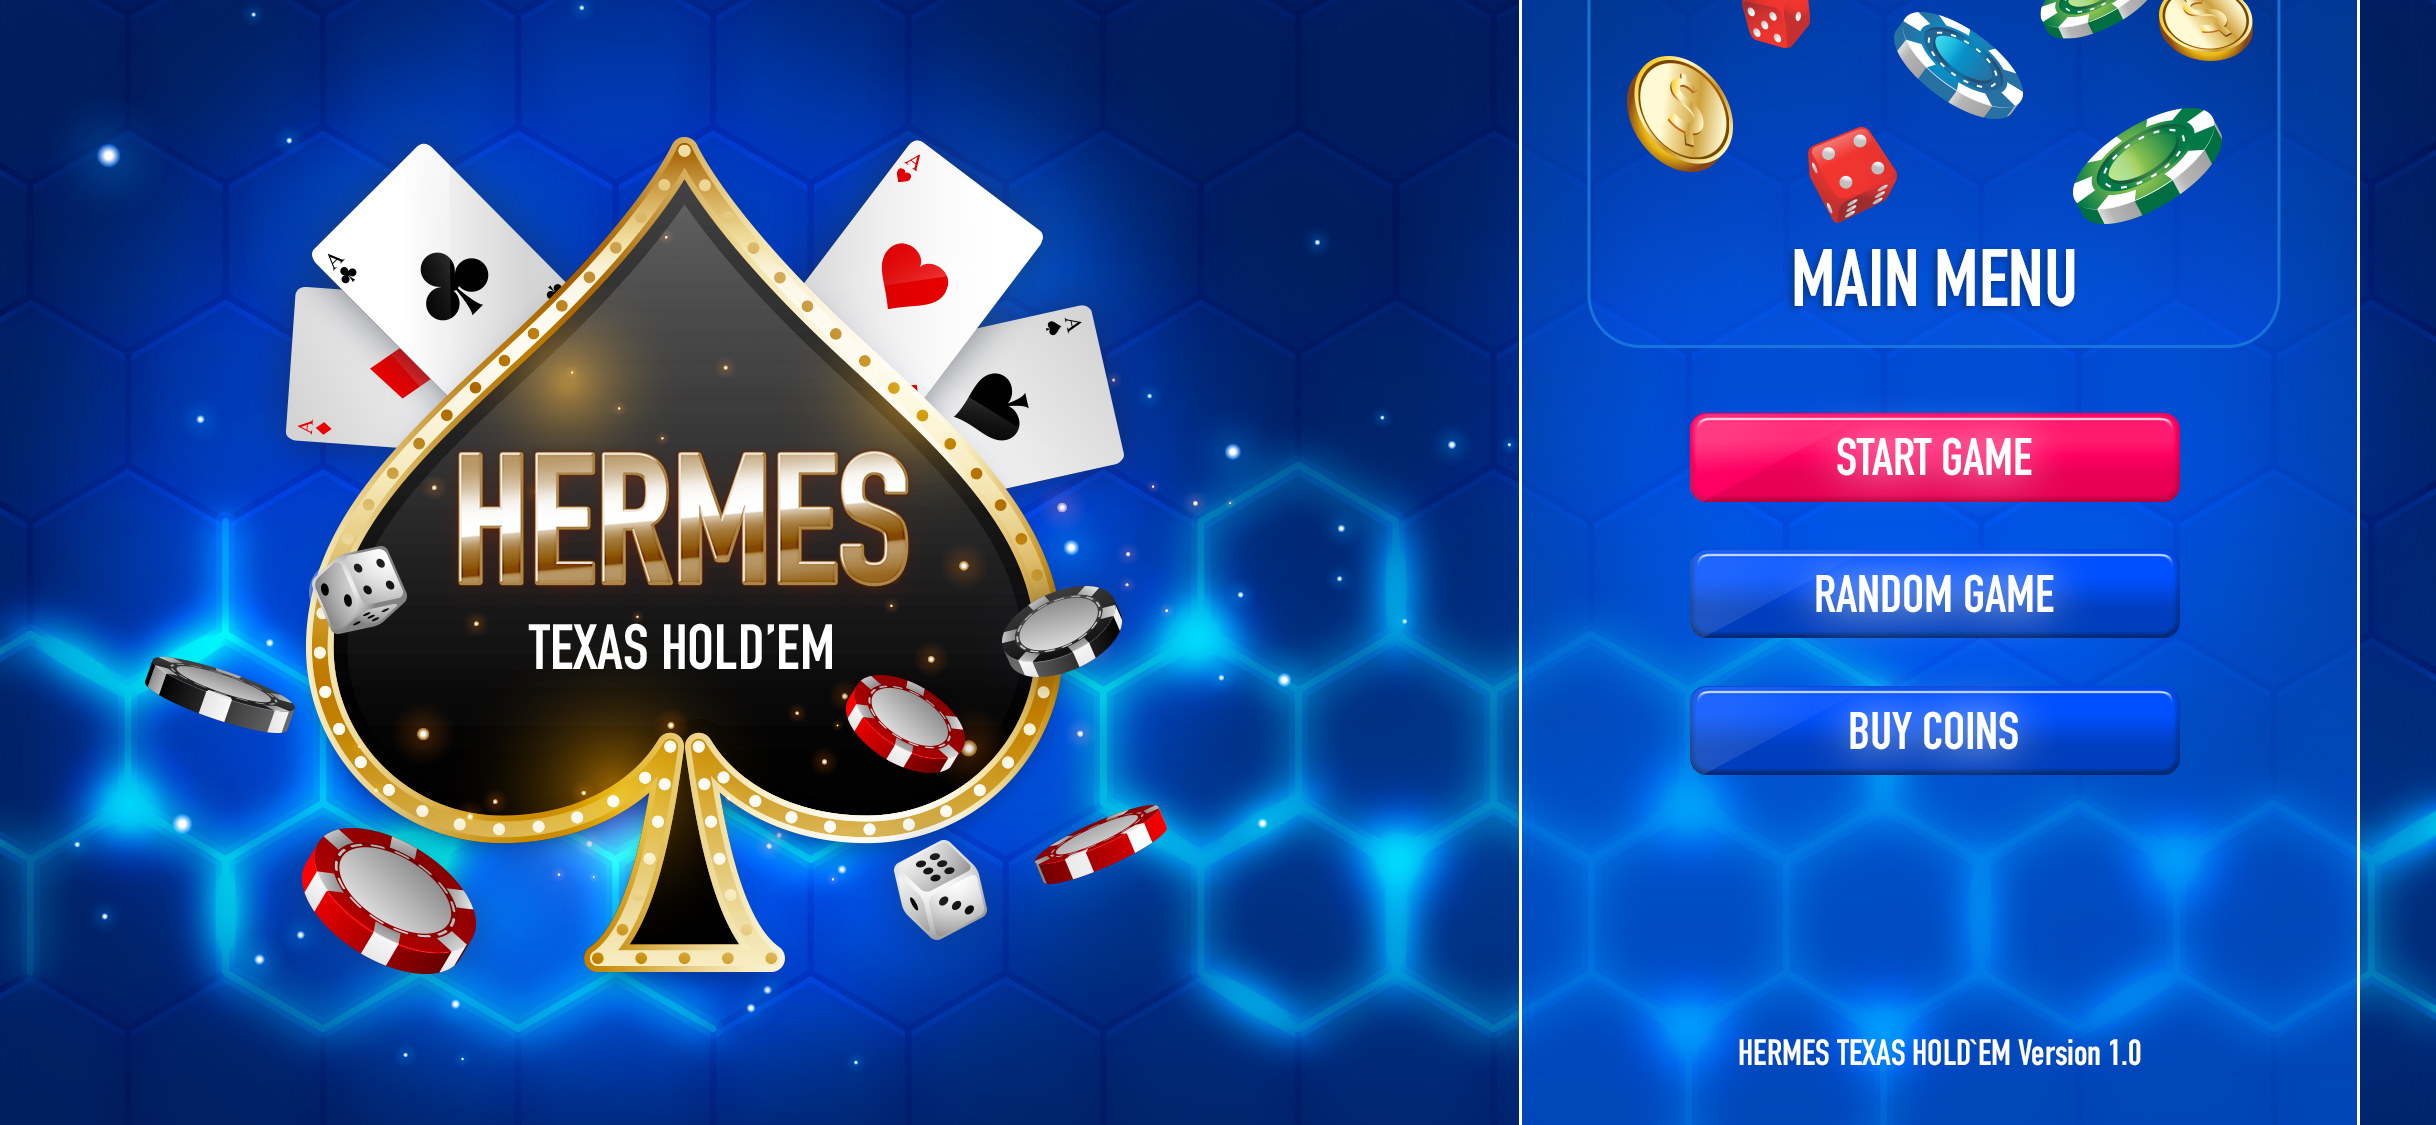 A
A
A
A
HERMES
TEXAS HOLD'EM
MAIN MENU
START GAME
RANDOM GAME
BUY COINS
HERMES TEXAS HOLD`EM Version 1.0